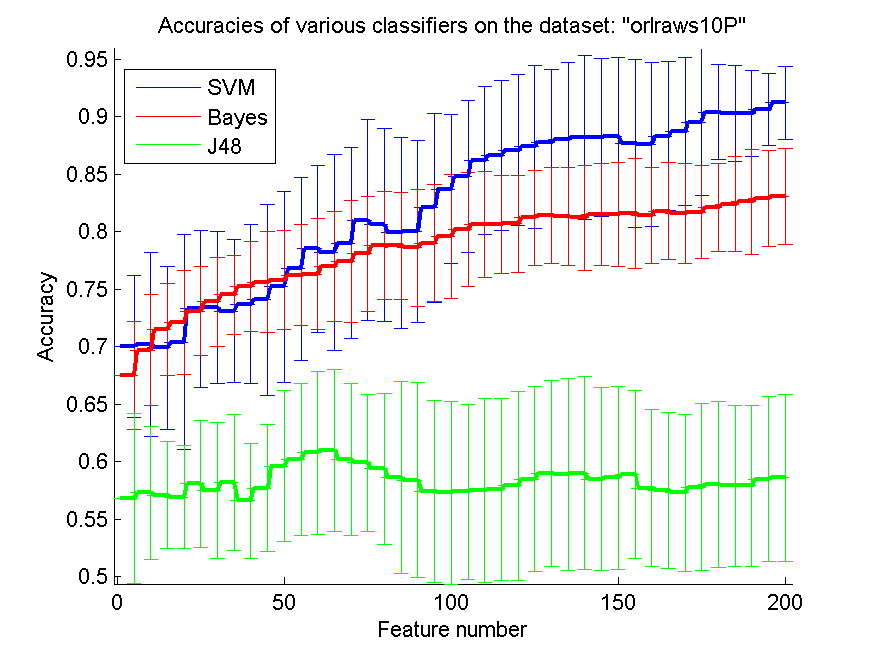 Accuracies of various classifiers on the dataset: "orlraws10P"
0.95
0.9
0.85
0.8
0.75
0.7
0.65
0.6
0.55
0.5
Accuracy
SVM
Bayes
J48
0 50 100 150 200
Feature number